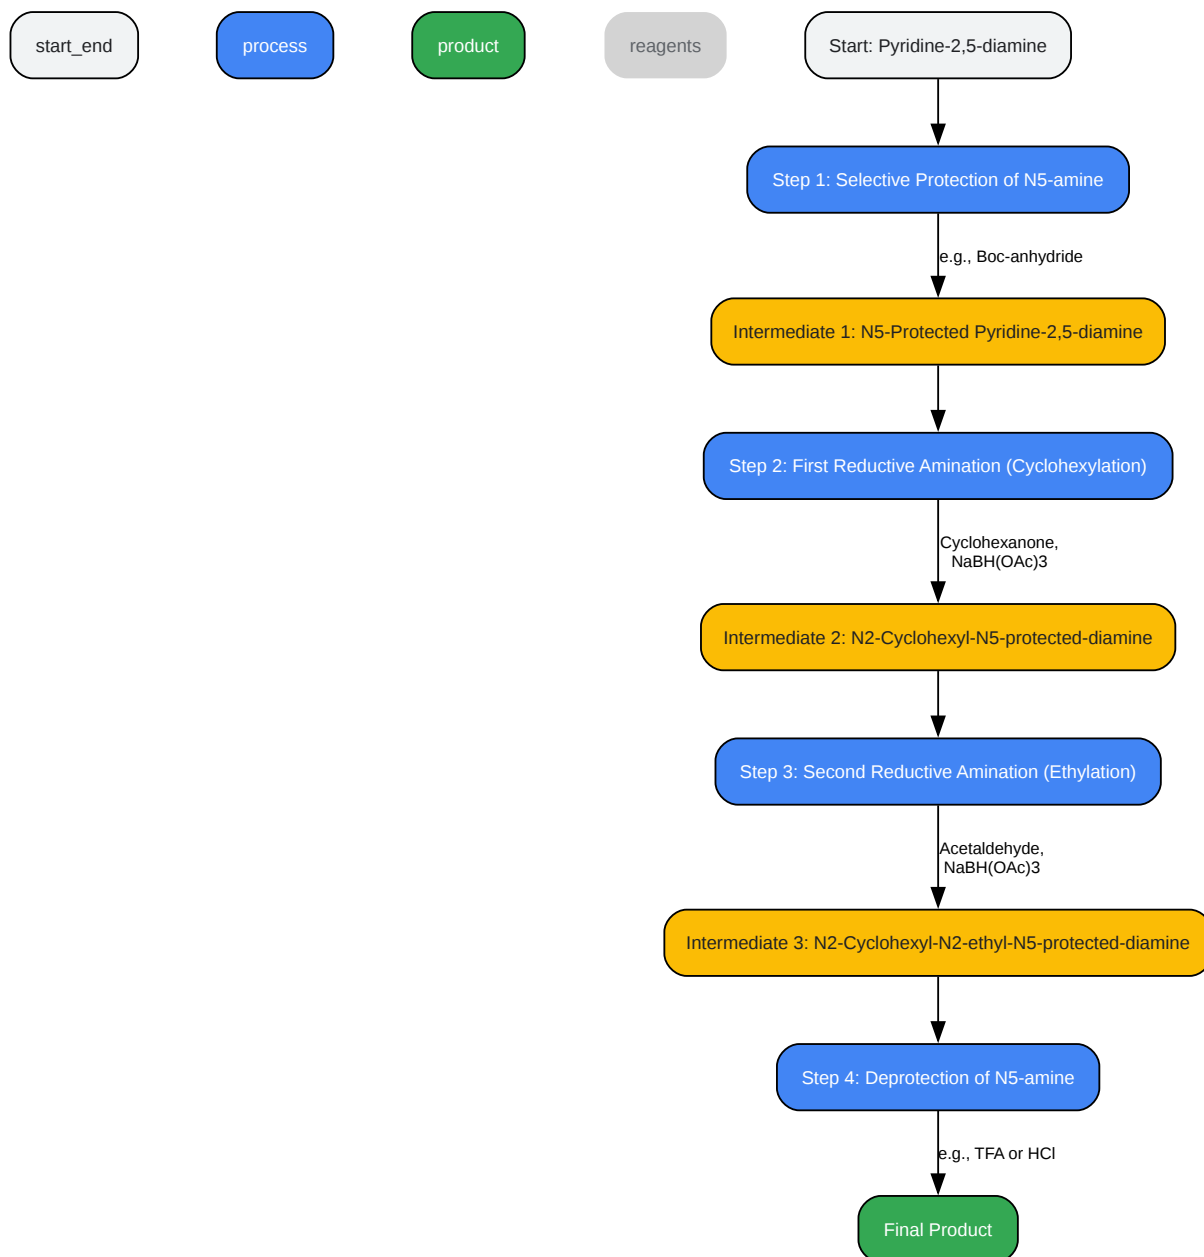 start_end
process
product
reagents
Start: Pyridine-2,5-diamine
Step 1: Selective Protection of N5-amine
e.g., Boc-anhydride
Intermediate 1: N5-Protected Pyridine-2,5-diamine
Step 2: First Reductive Amination (Cyclohexylation)
Cyclohexanone,
NaBH(OAc)3
Intermediate 2: N2-Cyclohexyl-N5-protected-diamine
Step 3: Second Reductive Amination (Ethylation)
Acetaldehyde,
NaBH(OAc)3
Intermediate 3: N2-Cyclohexyl-N2-ethyl-N5-protected-diamine
Step 4: Deprotection of N5-amine
e.g., TFA or HCl
Final Product